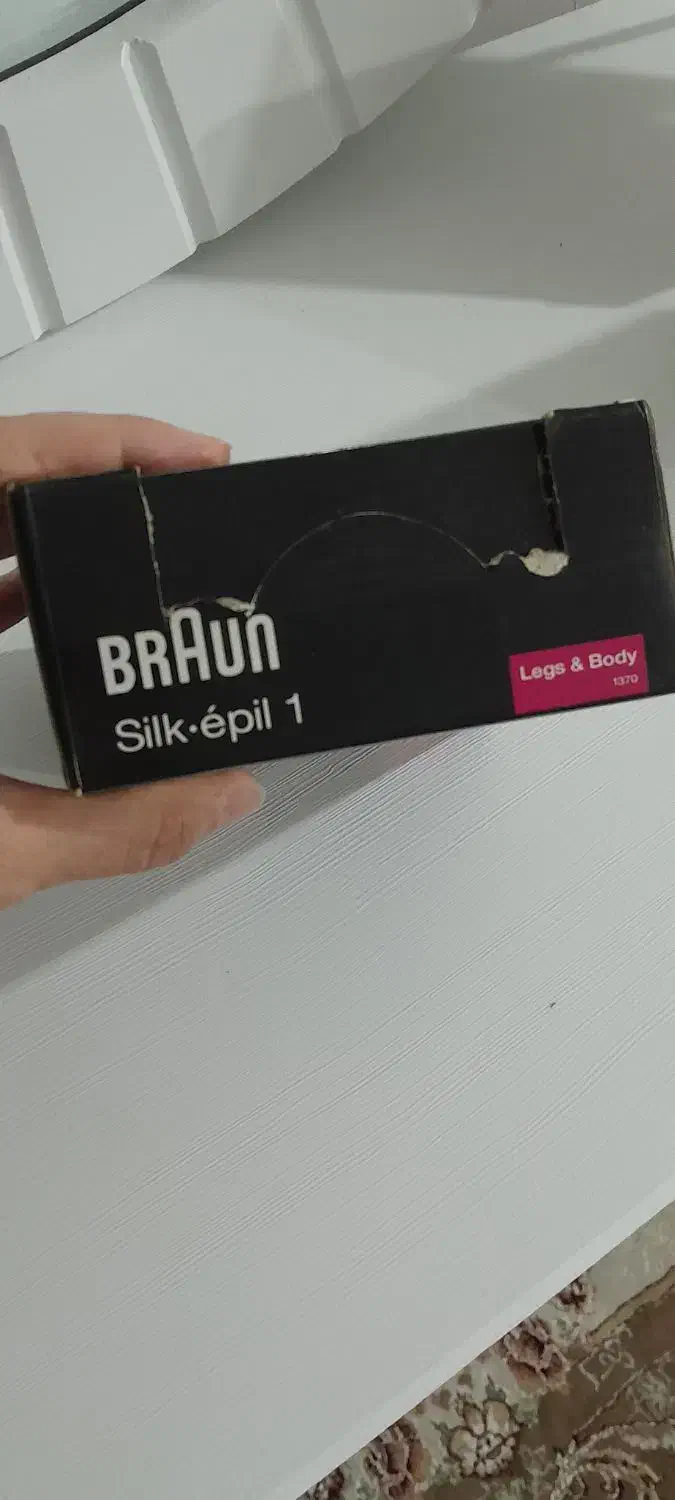 BRAUN
Silk·épil 1
Legs & Body
1370